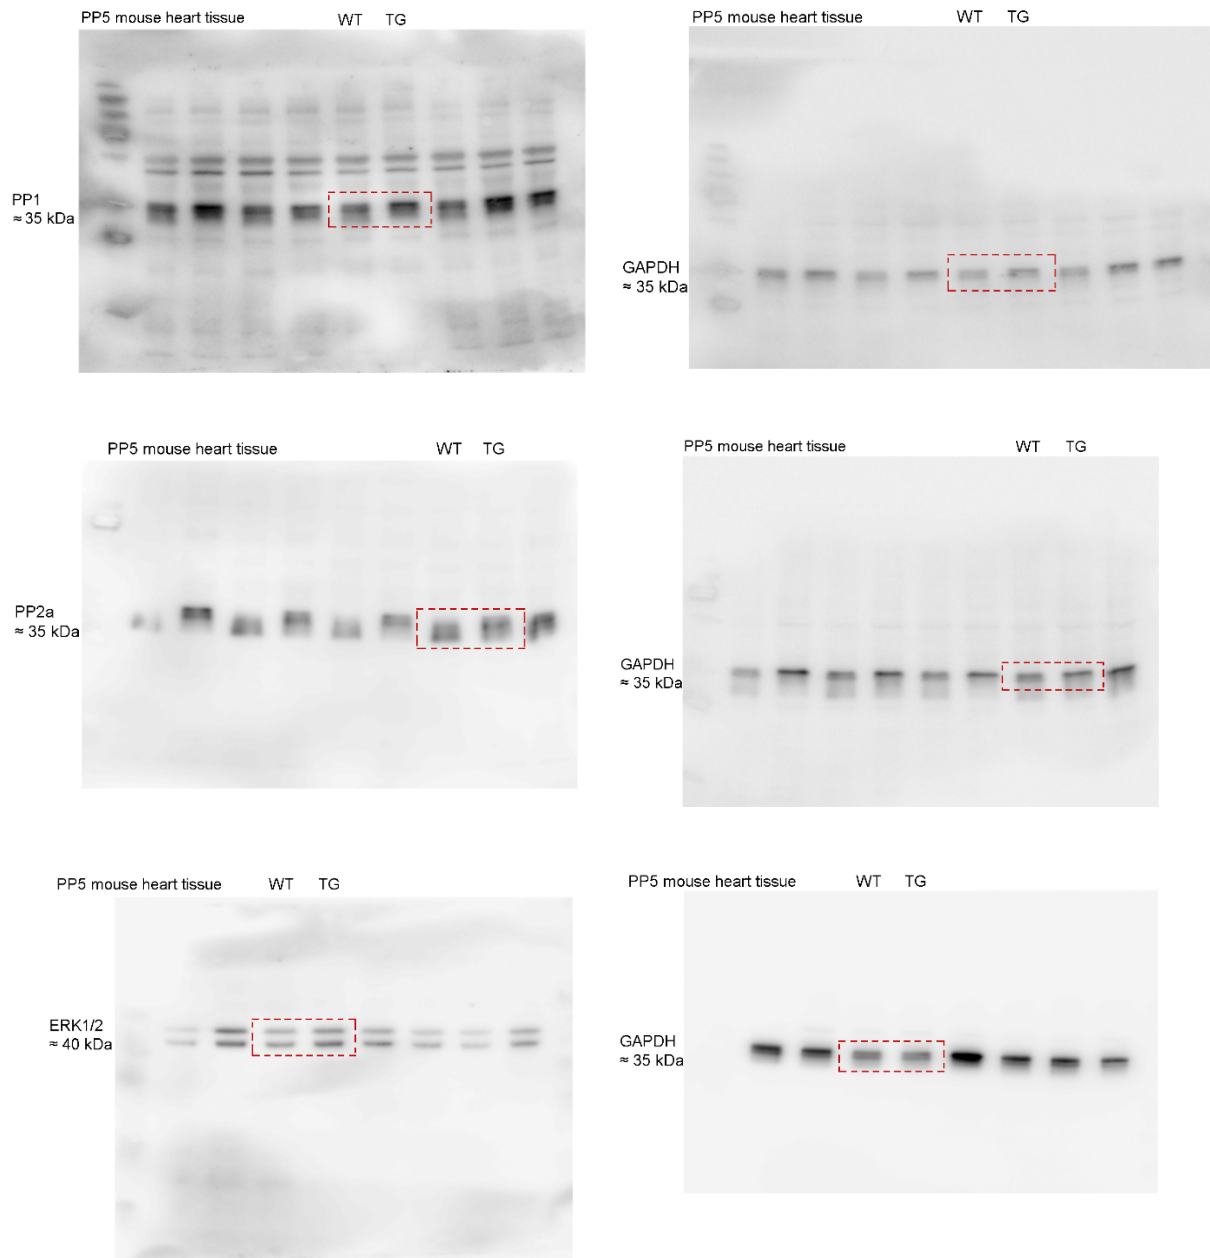 PP5 mouse heart tissue WT TG
PP1
≈ 35 kDa
PP5 mouse heart tissue WT TG
GAPDH
≈ 35 kDa
PP5 mouse heart tissue WT TG
PP2a
≈ 35 kDa
PP5 mouse heart tissue WT TG
GAPDH
≈ 35 kDa
PP5 mouse heart tissue WT TG
ERK1/2
≈ 40 kDa
PP5 mouse heart tissue WT TG
GAPDH
≈ 35 kDa